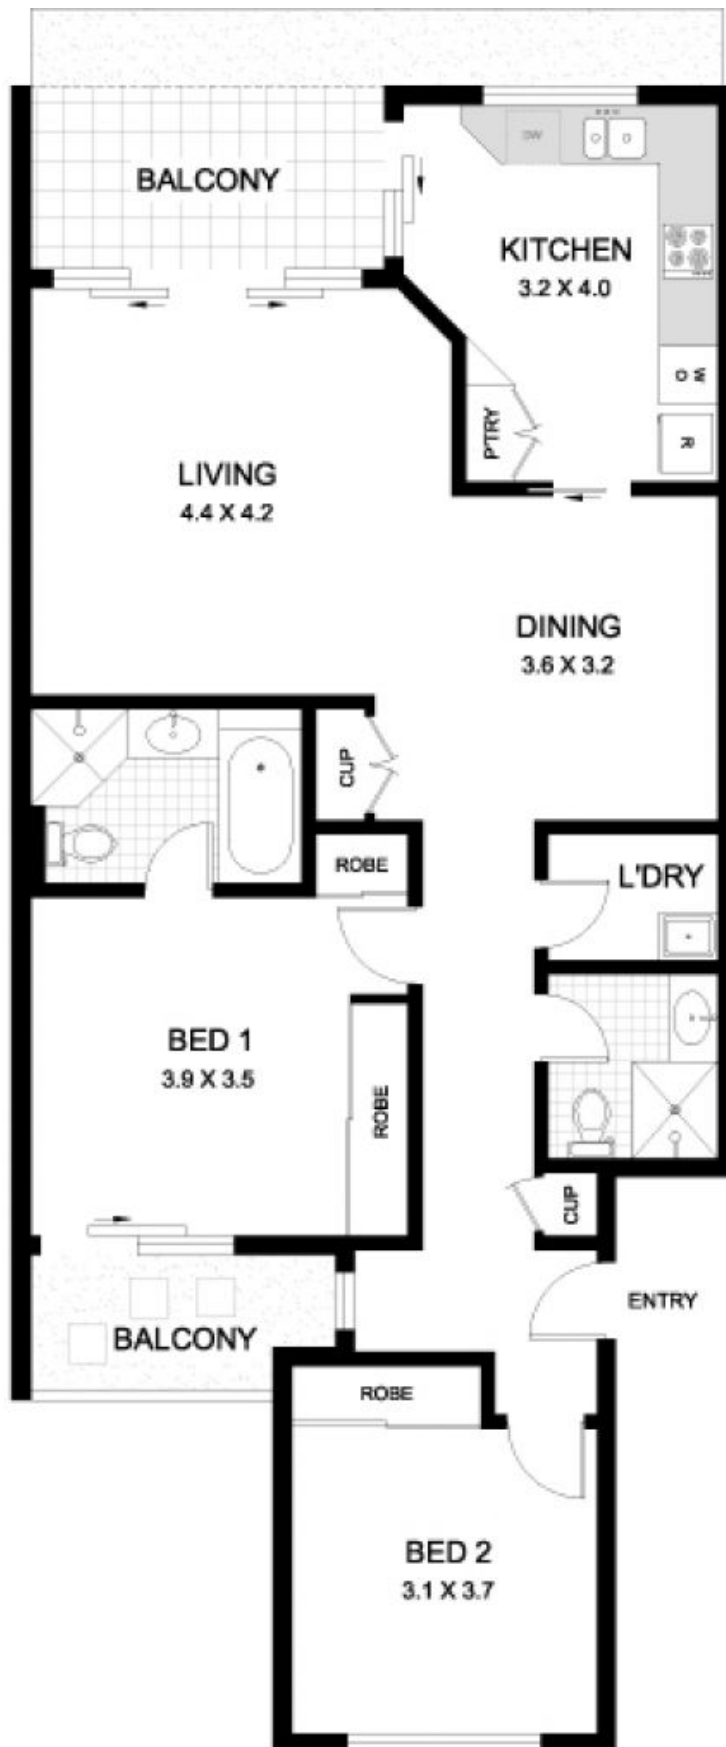 BALCONY
DW
KITCHEN
3.2 X 4.0
W O
R
P'TRY
LIVING
4.4 X 4.2
DINING
3.6 X 3.2
CUP
ROBE
L'DRY
BED 1
3.9 X 3.5
ROBE
CUP
ENTRY
BALCONY
ROBE
BED 2
3.1 X 3.7